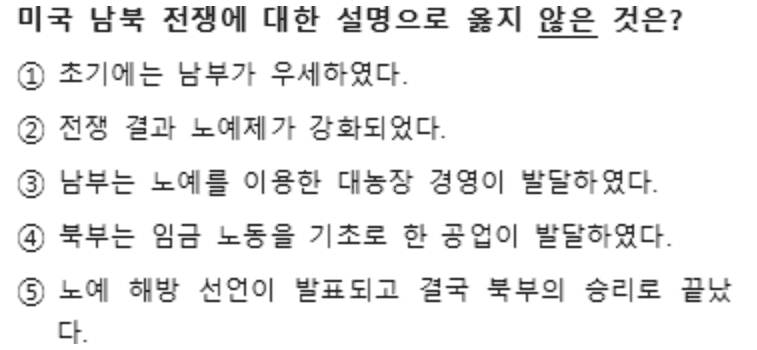 미국 남북 전쟁에 대한 설명으로 옳지 않은 것은?
① 초기에는 남부가 우세하였다.
② 전쟁 결과 노예제가 강화되었다.
③ 남부는 노예를 이용한 대농장 경영이 발달하였다.
④ 북부는 임금 노동을 기초로 한 공업이 발달하였다.
⑤ 노예 해방 선언이 발표되고 결국 북부의 승리로 끝났
다.